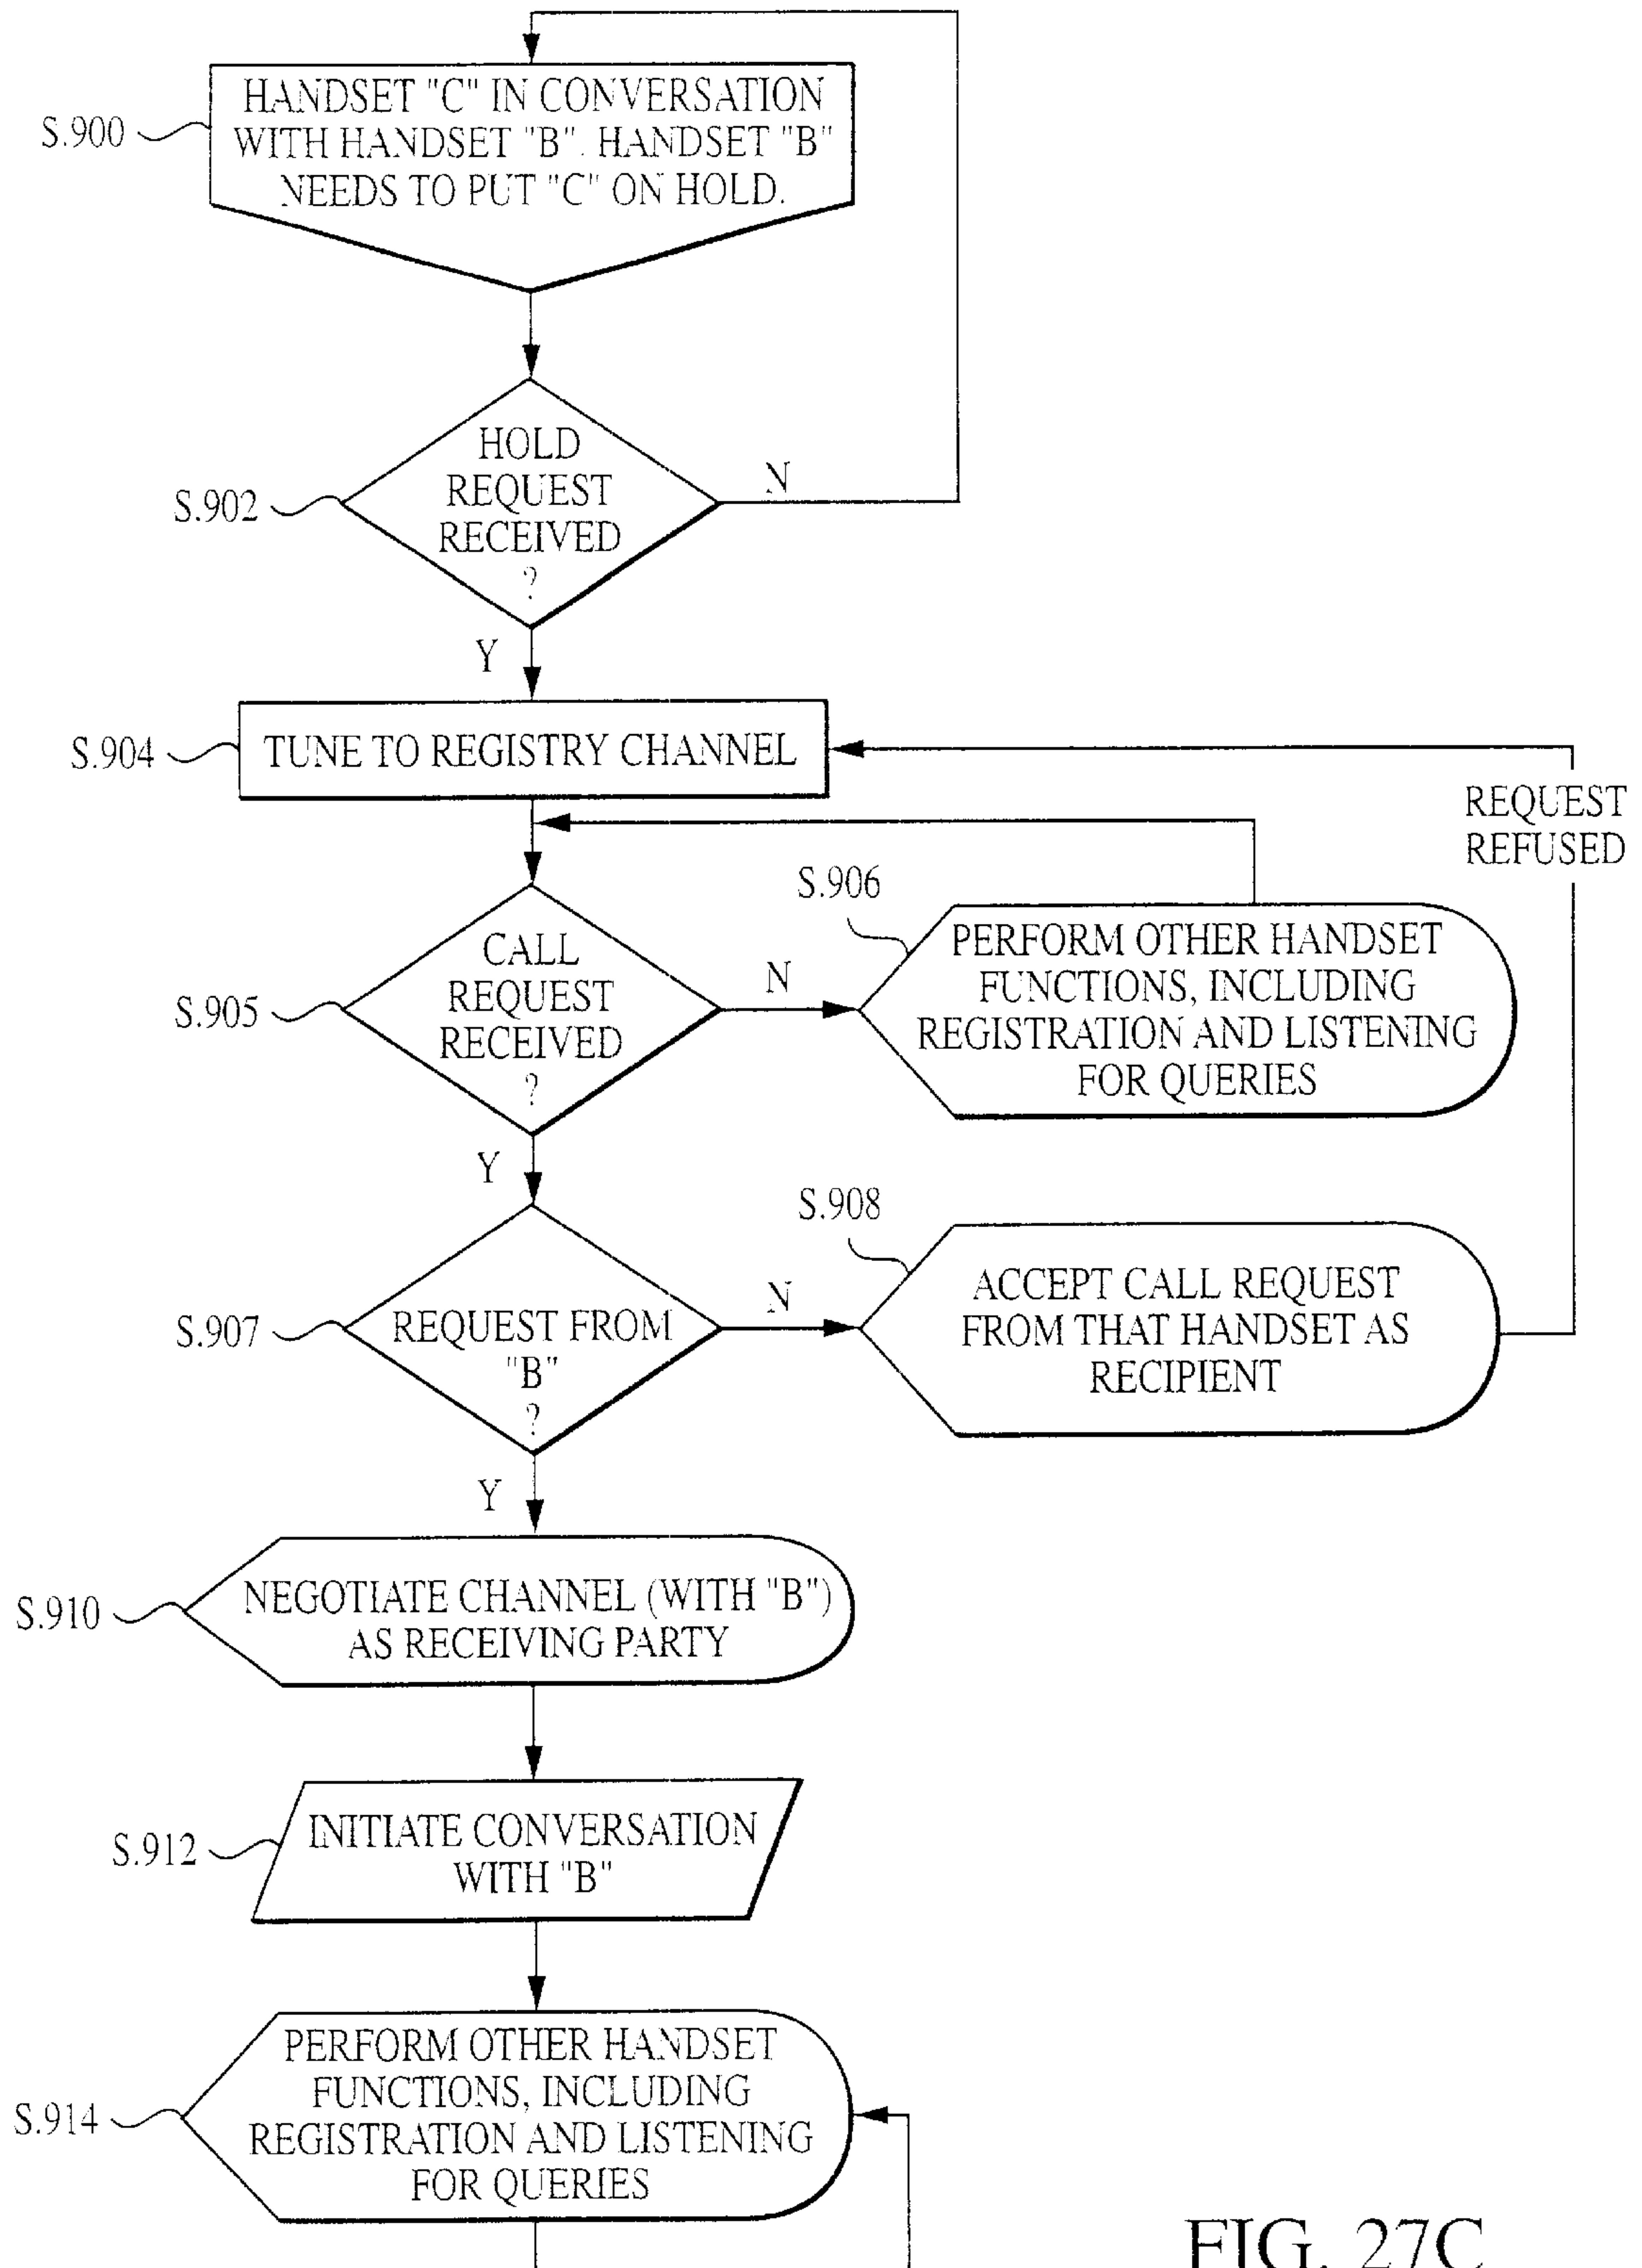 S.900
HANDSET "C" IN CONVERSATION
WITH HANDSET "B". HANDSET "B"
NEEDS TO PUT "C" ON HOLD.
S.902
HOLD
REQUEST
RECEIVED
?
N
Y
S.904
TUNE TO REGISTRY CHANNEL
REQUEST
REFUSED
S.905
CALL
REQUEST
RECEIVED
?
N
S.906
PERFORM OTHER HANDSET
FUNCTIONS, INCLUDING
REGISTRATION AND LISTENING
FOR QUERIES
Y
S.907
REQUEST FROM
"B"
?
N
S.908
ACCEPT CALL REQUEST
FROM THAT HANDSET AS
RECIPIENT
Y
S.910
NEGOTIATE CHANNEL (WITH "B")
AS RECEIVING PARTY
S.912
INITIATE CONVERSATION
WITH "B"
S.914
PERFORM OTHER HANDSET
FUNCTIONS, INCLUDING
REGISTRATION AND LISTENING
FOR QUERIES
FIG. 27C